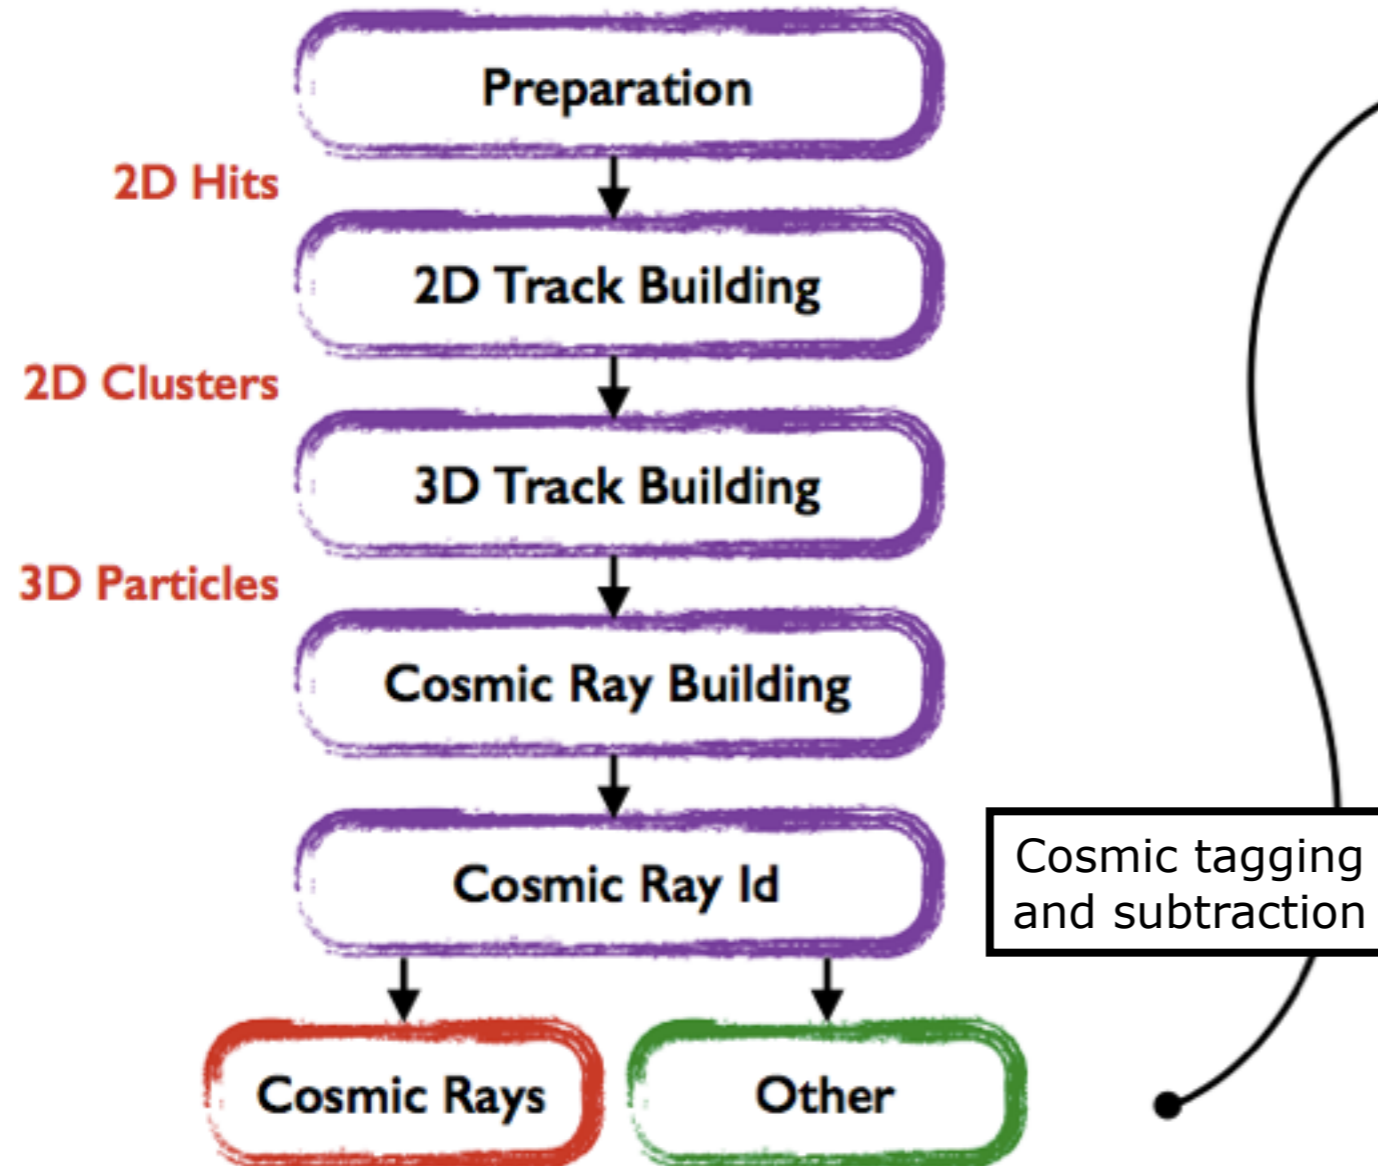 Preparation
2D Hits
2D Track Building
2D Clusters
3D Track Building
3D Particles
Cosmic Ray Building
Cosmic Ray Id
Cosmic tagging
and subtraction
Cosmic Rays
Other